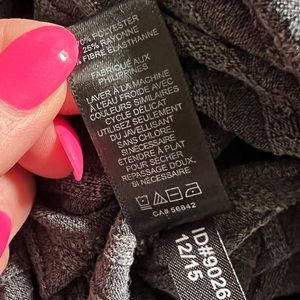 70% POLYESTER
25% RAYONNE
% FIBRE ELASTHANNE
FABRIQUÉ AUX
PHILIPPINES
LAVER À LA MACHINE
À L'EAU FROIDE AVEC
COULEURS SIMILAIRES
CYCLE DÉLICAT
UTILISEZ SEULEMENT
DU JAVELLISANT
SANS CHLORE,
SI NÉCESSAIRE
ÉTENDRE À PLAT
POUR SÉCHER
REPASSAGE DOUX,
SI NÉCESSAIRE
CA# 56842
ID#9026
12/15